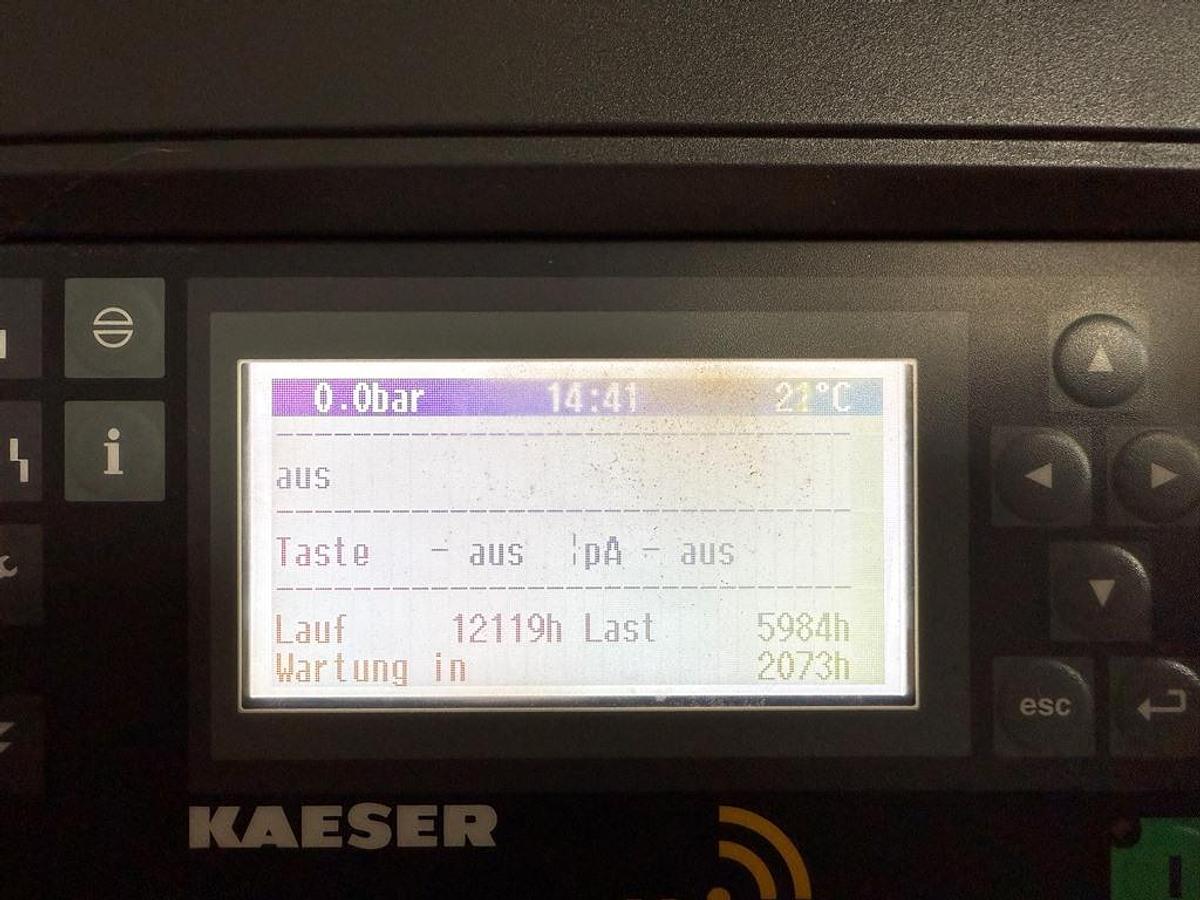 0.0bar 14:41 21°C
aus
Taste - aus ¦pA - aus
Lauf 12119h Last 5984h
Wartung in 2073h
i
esc
KAESER
I